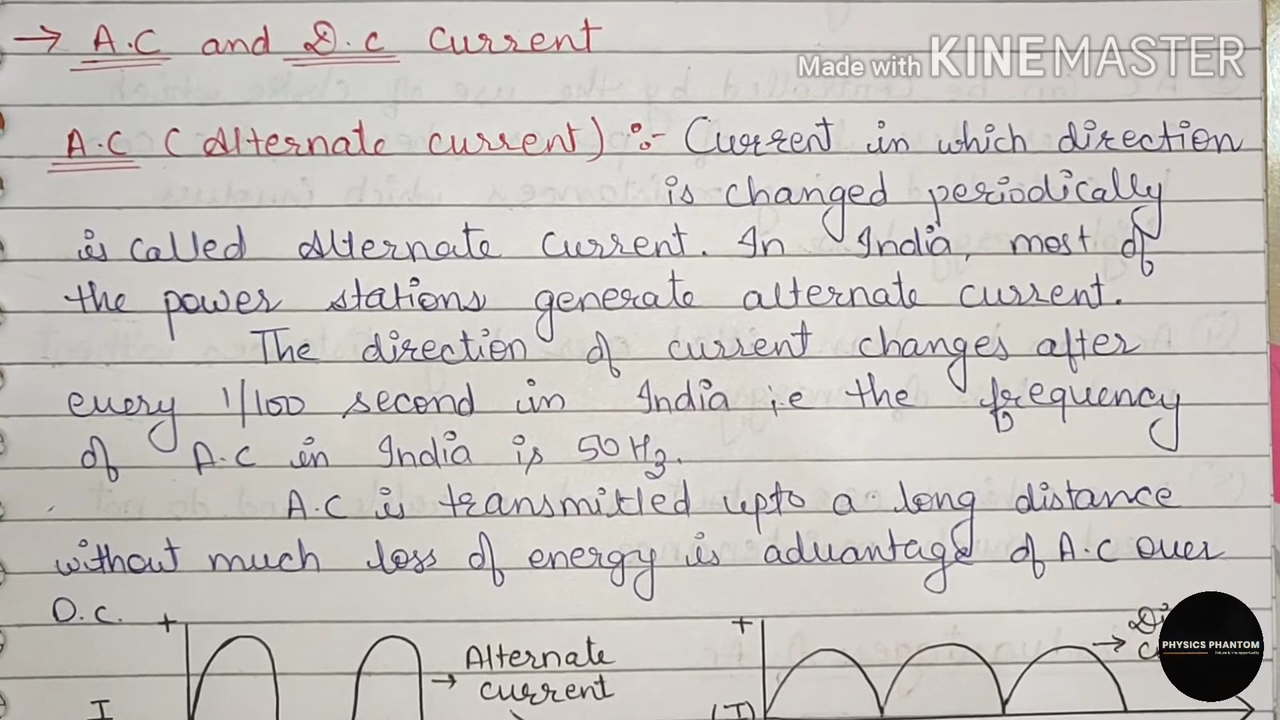 → A.C and D.C current
Made with KINEMASTER
A.C (Alternate current) :- Current in which direction
is changed periodically
is called Alternate current. In India, most of
the power stations generate alternate current.
The direction of current changes after
every 1/100 second in India i.e the frequency
of A.C in India is 50Hz.
A.C is transmitted upto a long distance
without much loss of energy is advantage of A.C over
D.C.
+
Alternate
→ current
I
+
→
(I)
PHYSICS PHANTOM